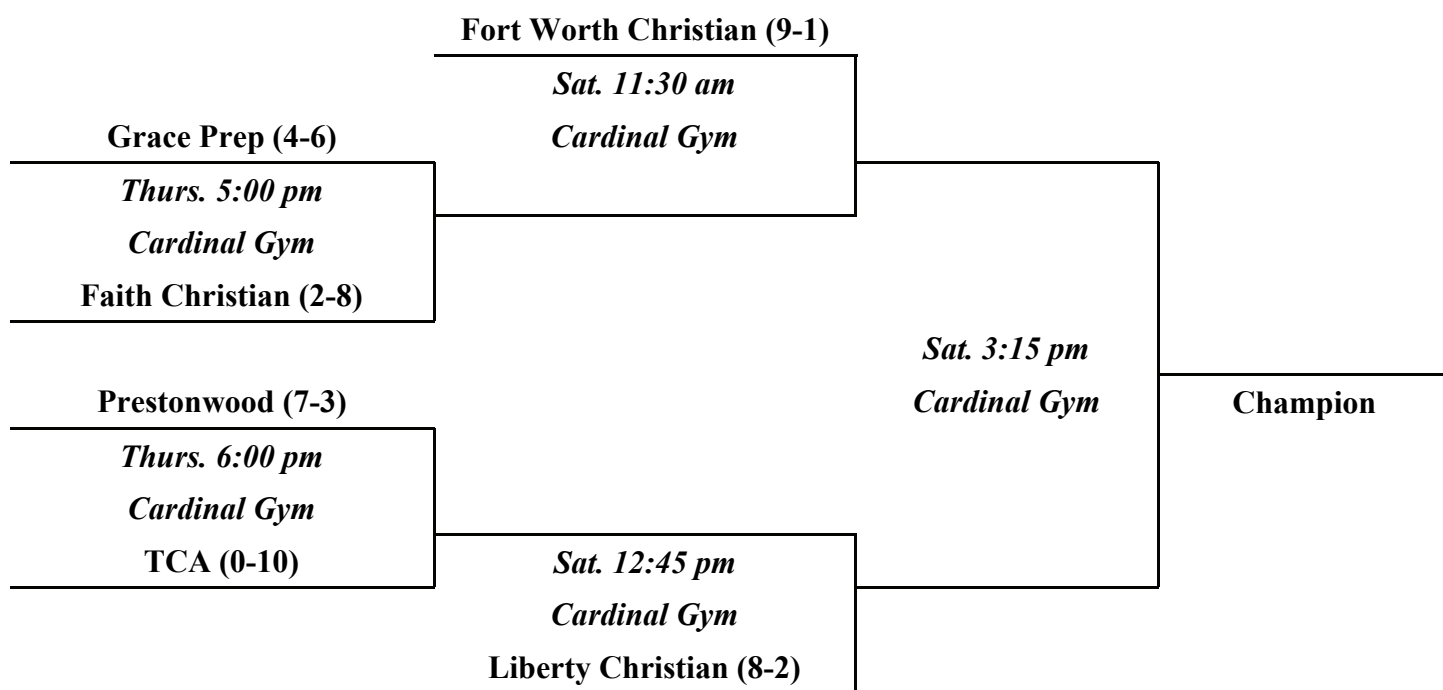 Fort Worth Christian (9-1)
Sat. 11:30 am
Cardinal Gym
Grace Prep (4-6)
Thurs. 5:00 pm
Cardinal Gym
Faith Christian (2-8)
Sat. 3:15 pm
Cardinal Gym
Champion
Prestonwood (7-3)
Thurs. 6:00 pm
Cardinal Gym
TCA (0-10)
Sat. 12:45 pm
Cardinal Gym
Liberty Christian (8-2)